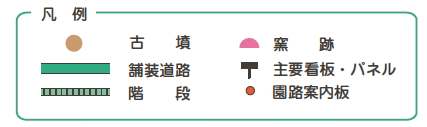 凡　例
古　墳
舗装道路
階　段
窯　跡
主要看板・パネル
園路案内板